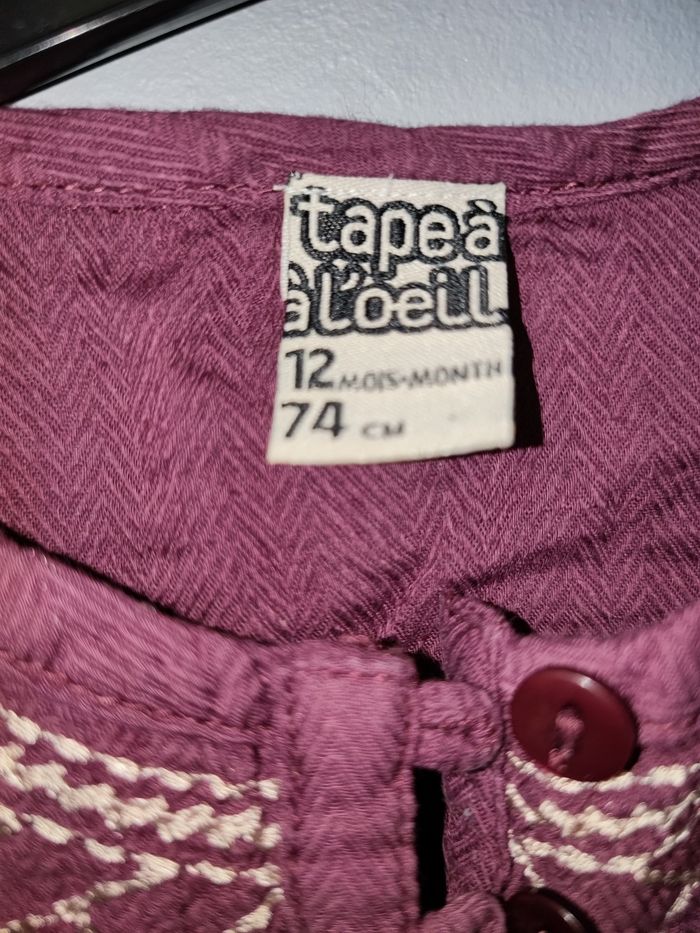 tape à
à l'oeil
12 MOIS-MONTH
74 CM